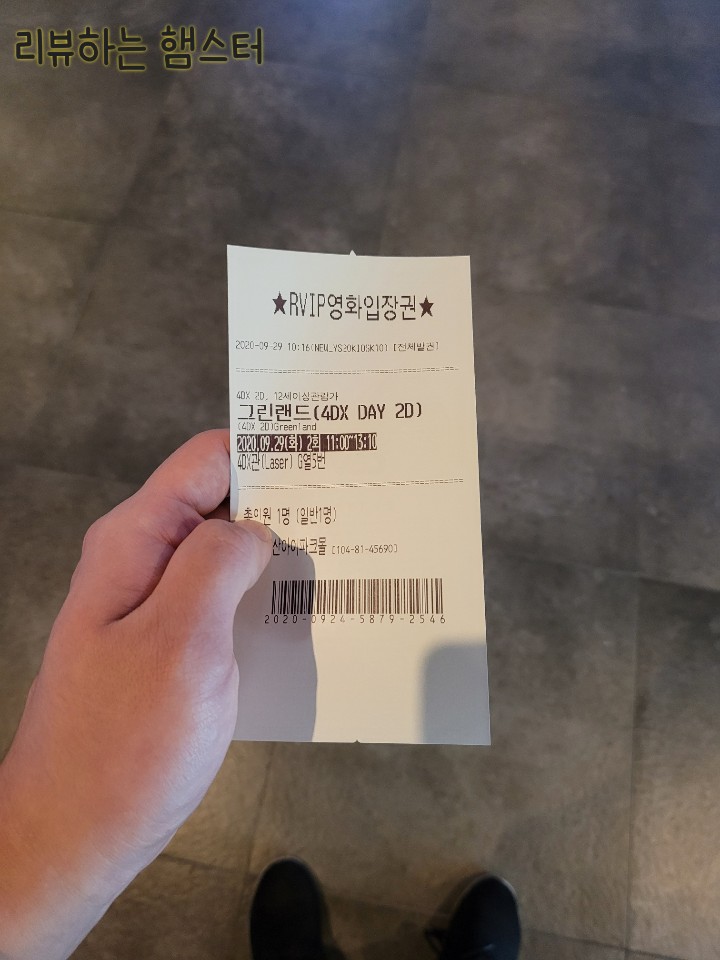 리뷰하는 햄스터
★RVIP영화입장권★
2020-09-29 10:16(NEW_YS20KIOSK10) [전체발권]
4DX 2D, 12세이상관람가
그린랜드(4DX DAY 2D)
(4DX 2D)Greenland
2020.09.29(화) 2회 11:00~13:10
4DX관(Laser) G열5번
총인원 1명 (일반1명)
산아이파크몰 [104-81-45690]
2020-0924-5879-2546